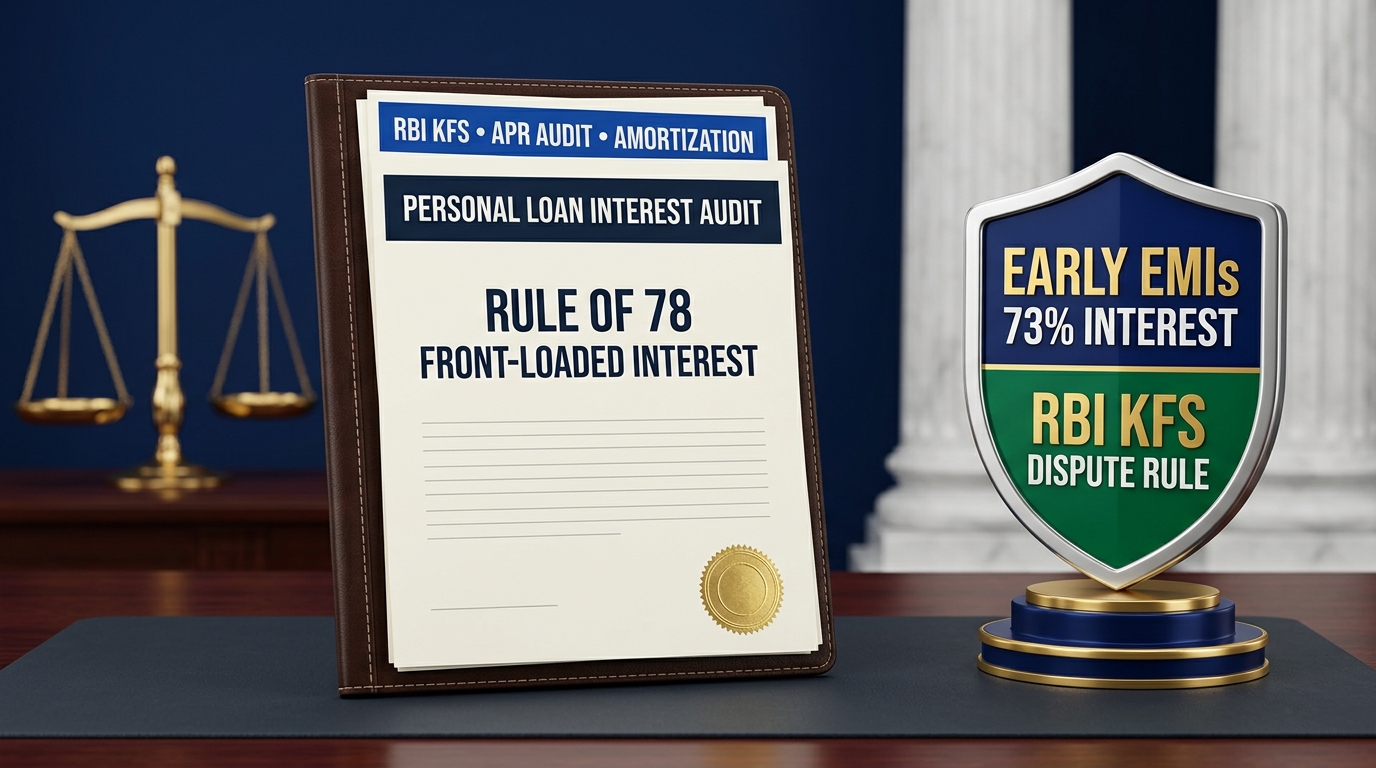 RBI KFS • APR AUDIT • AMORTIZATION
PERSONAL LOAN INTEREST AUDIT
RULE OF 78
FRONT-LOADED INTEREST
EARLY EMIs
73% INTEREST
RBI KFS
DISPUTE RULE